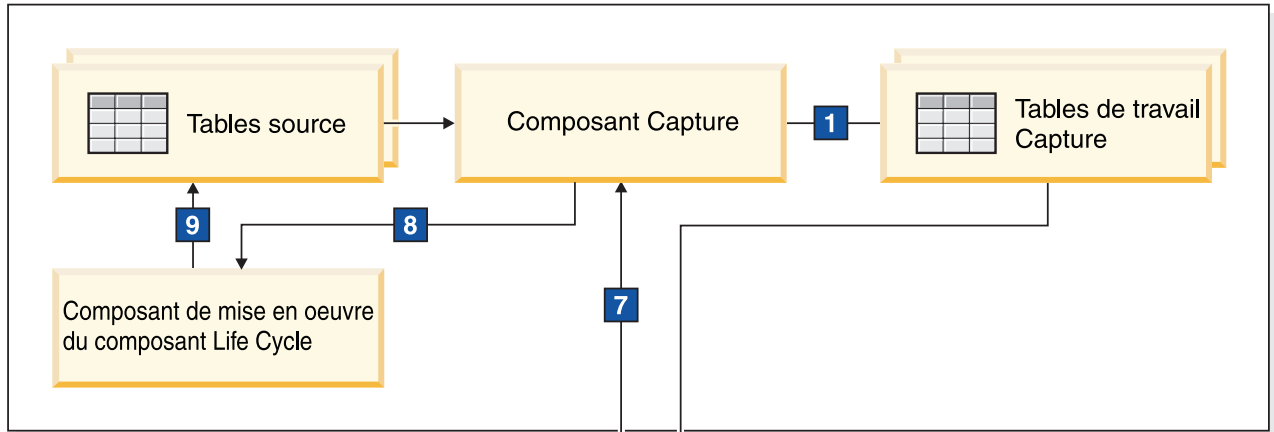 Tables source
Composant Capture
1
Tables de travail
Capture
9
8
7
Composant de mise en oeuvre
du composant Life Cycle